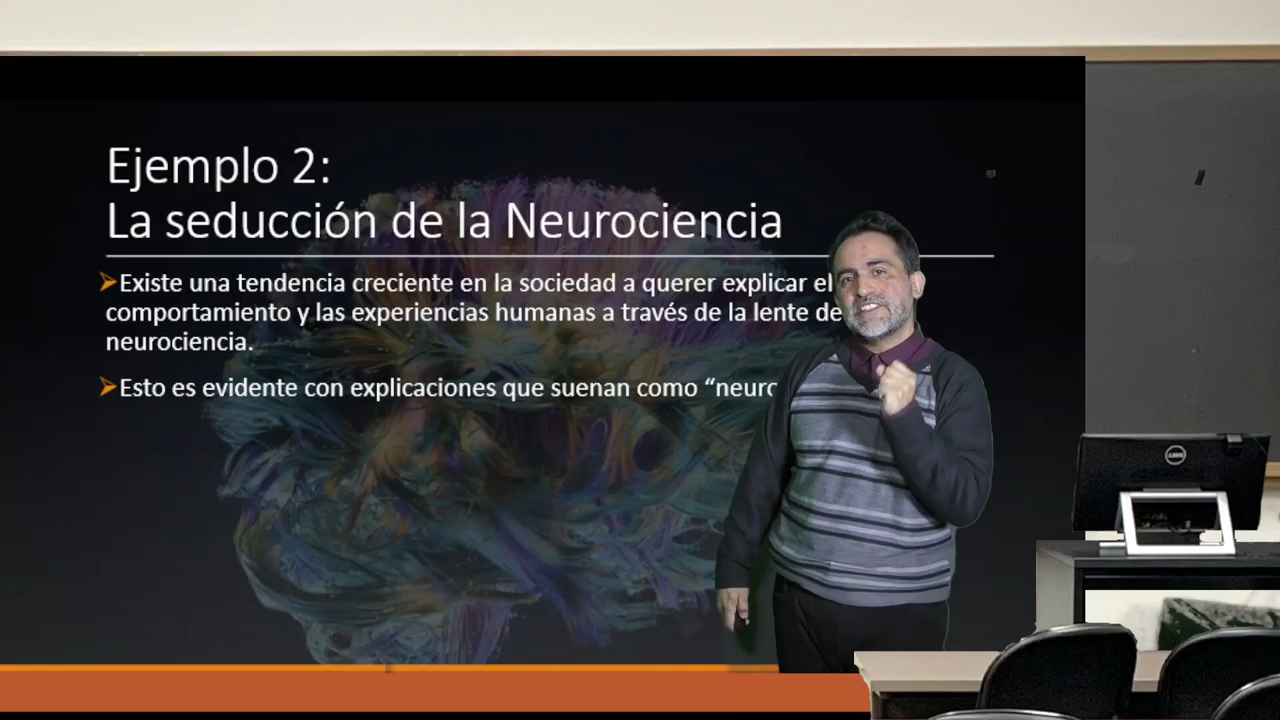 Ejemplo 2:
La seducción de la Neurociencia
➢Existe una tendencia creciente en la sociedad a querer explicar el
comportamiento y las experiencias humanas a través de la lente de
neurociencia.
➢Esto es evidente con explicaciones que suenan como “neuro
DELL